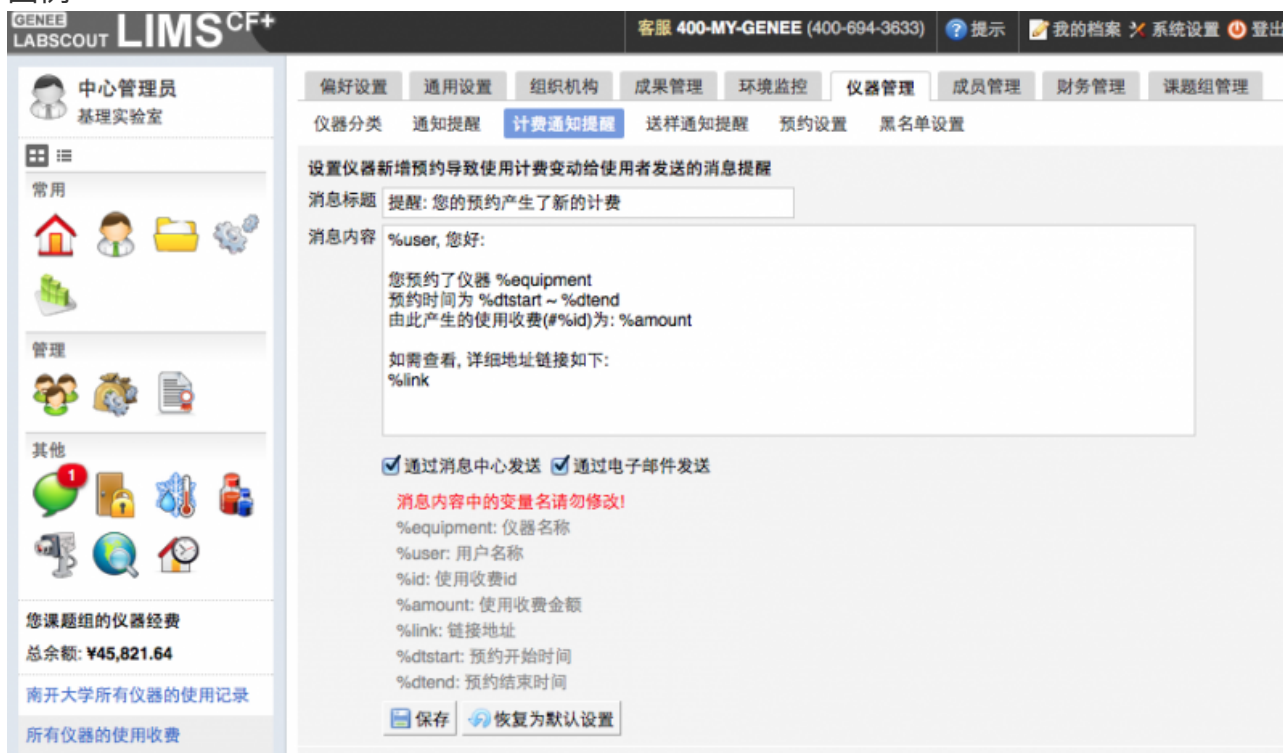 GENEE
LABSCOUT LIMS CF+
客服 400-MY-GENEE (400-694-3633) 提示 我的档案 系统设置 登出
中心管理员
基理实验室
偏好设置 通用设置 组织机构 成果管理 环境监控 仪器管理 成员管理 财务管理 课题组管理
仪器分类 通知提醒 计费通知提醒 送样通知提醒 预约设置 黑名单设置
常用
管理
其他
1
您课题组的仪器经费
总余额: ¥45,821.64
南开大学所有仪器的使用记录
所有仪器的使用收费
设置仪器新增预约导致使用计费变动给使用者发送的消息提醒
消息标题 提醒: 您的预约产生了新的计费
消息内容 %user, 您好:
您预约了仪器 %equipment
预约时间为 %dtstart ~ %dtend
由此产生的使用收费(#%id)为: %amount
如需查看, 详细地址链接如下:
%link
通过消息中心发送 通过电子邮件发送
消息内容中的变量名请勿修改!
%equipment: 仪器名称
%user: 用户名称
%id: 使用收费id
%amount: 使用收费金额
%link: 链接地址
%dtstart: 预约开始时间
%dtend: 预约结束时间
保存 恢复为默认设置